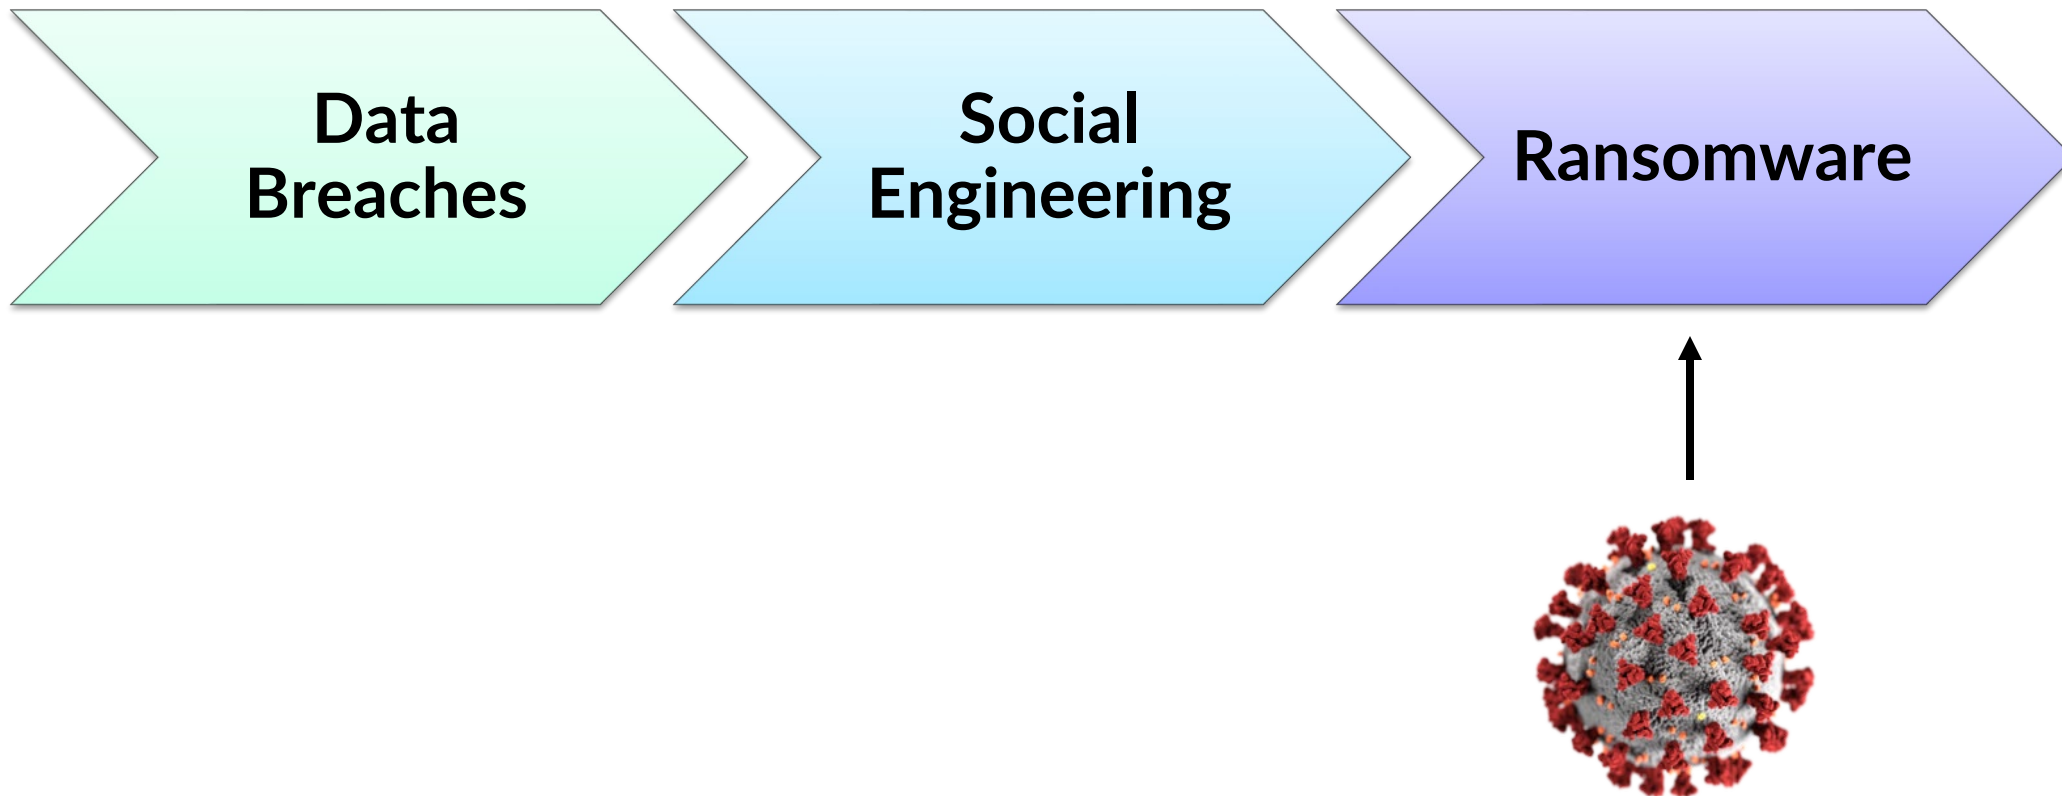 Data
Breaches
Social
Engineering
Ransomware